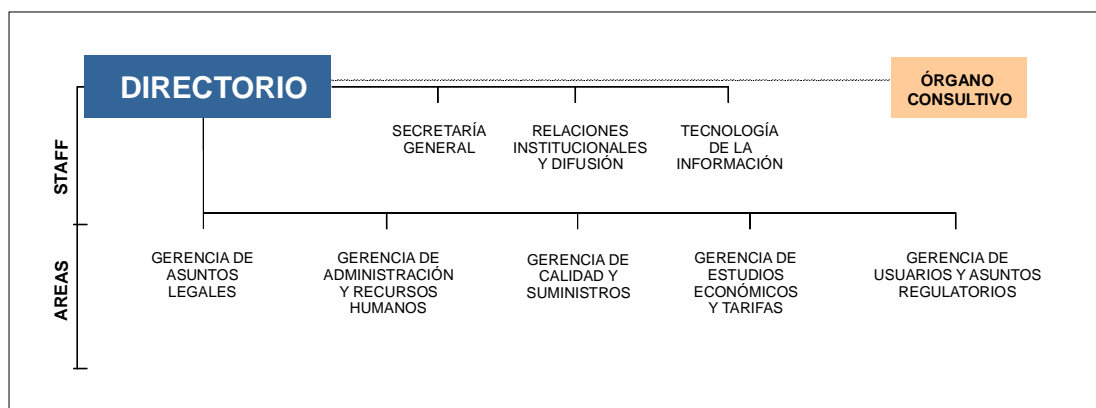 DIRECTORIO
ÓRGANO
CONSULTIVO
STAFF
SECRETARÍA
GENERAL
RELACIONES
INSTITUCIONALES
Y DIFUSIÓN
TECNOLOGÍA
DE LA
INFORMACIÓN
AREAS
GERENCIA DE
ASUNTOS
LEGALES
GERENCIA DE
ADMINISTRACIÓN
Y RECURSOS
HUMANOS
GERENCIA DE
CALIDAD Y
SUMINISTROS
GERENCIA DE
ESTUDIOS
ECONÓMICOS
Y TARIFAS
GERENCIA DE
USUARIOS Y ASUNTOS
REGULATORIOS